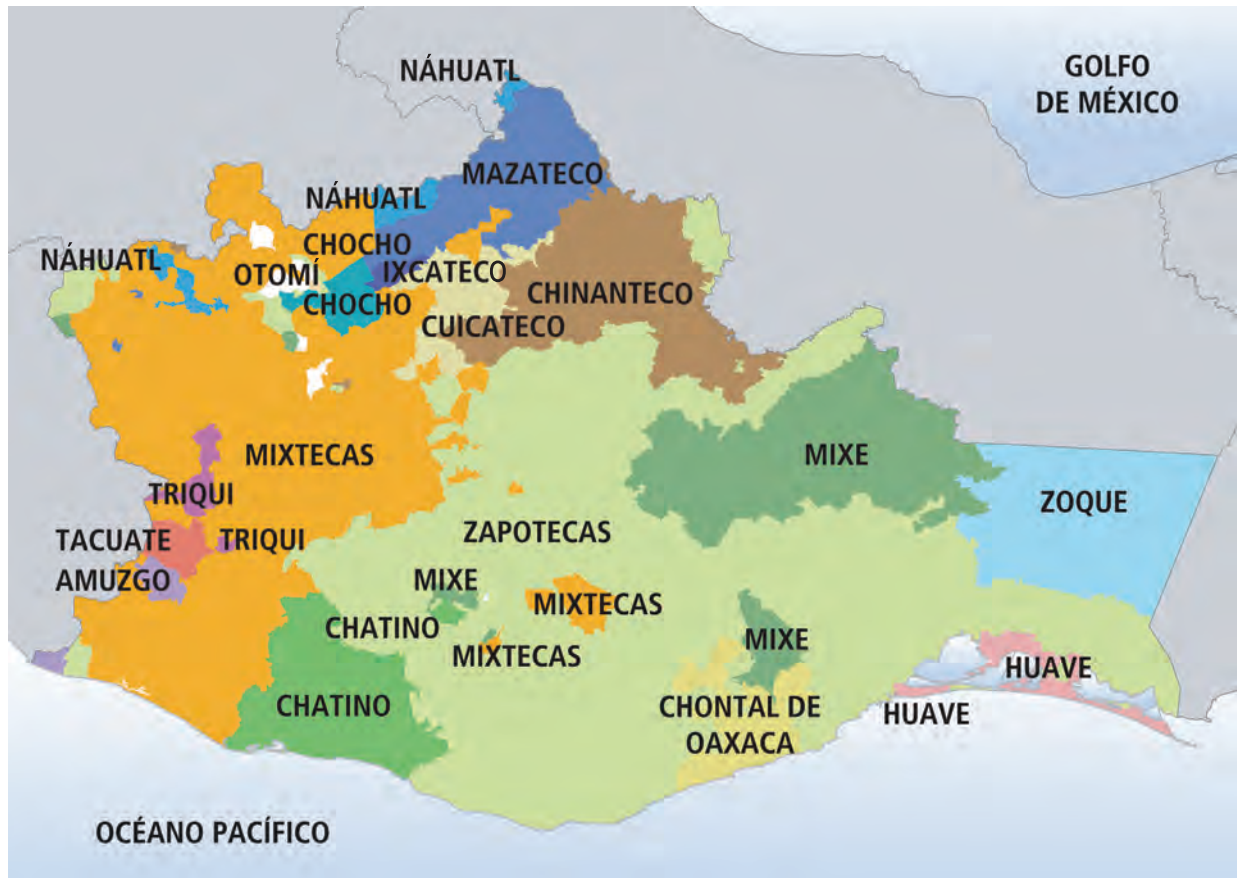 NÁHUATL
GOLFO
DE MÉXICO
MAZATECO
NÁHUATL
CHOCHO
NÁHUATL
OTOMÍ
IXCATECO
CHOCHO
CHINANTECO
CUICATECO
MIXTECAS
MIXE
TRIQUI
ZOQUE
TACUATE
TRIQUI
ZAPOTECAS
AMUZGO
MIXE
MIXTECAS
CHATINO
MIXTECAS
MIXE
HUAVE
CHATINO
CHONTAL DE
OAXACA
HUAVE
OCÉANO PACÍFICO